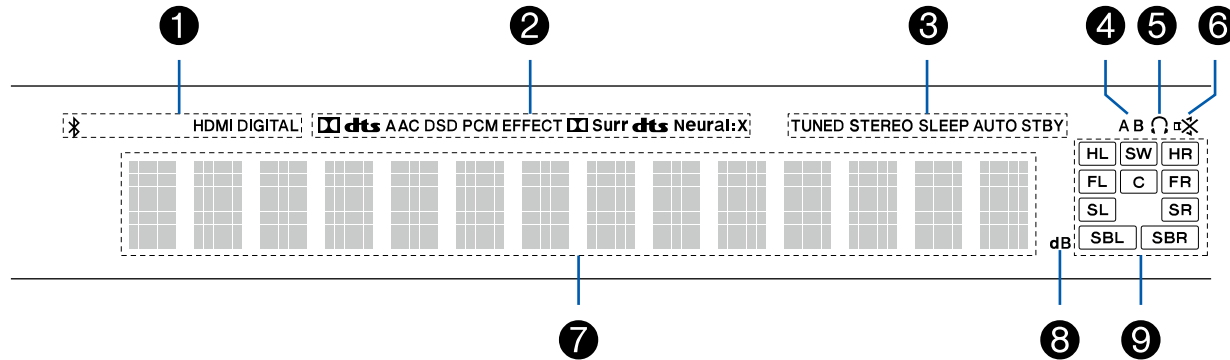 1 2 3 4 5 6
HDMI DIGITAL dts AAC DSD PCM EFFECT Surr dts Neural:X TUNED STEREO SLEEP AUTO STBY A B
HL SW HR
FL C FR
SL SR
dB SBL SBR
7 8 9